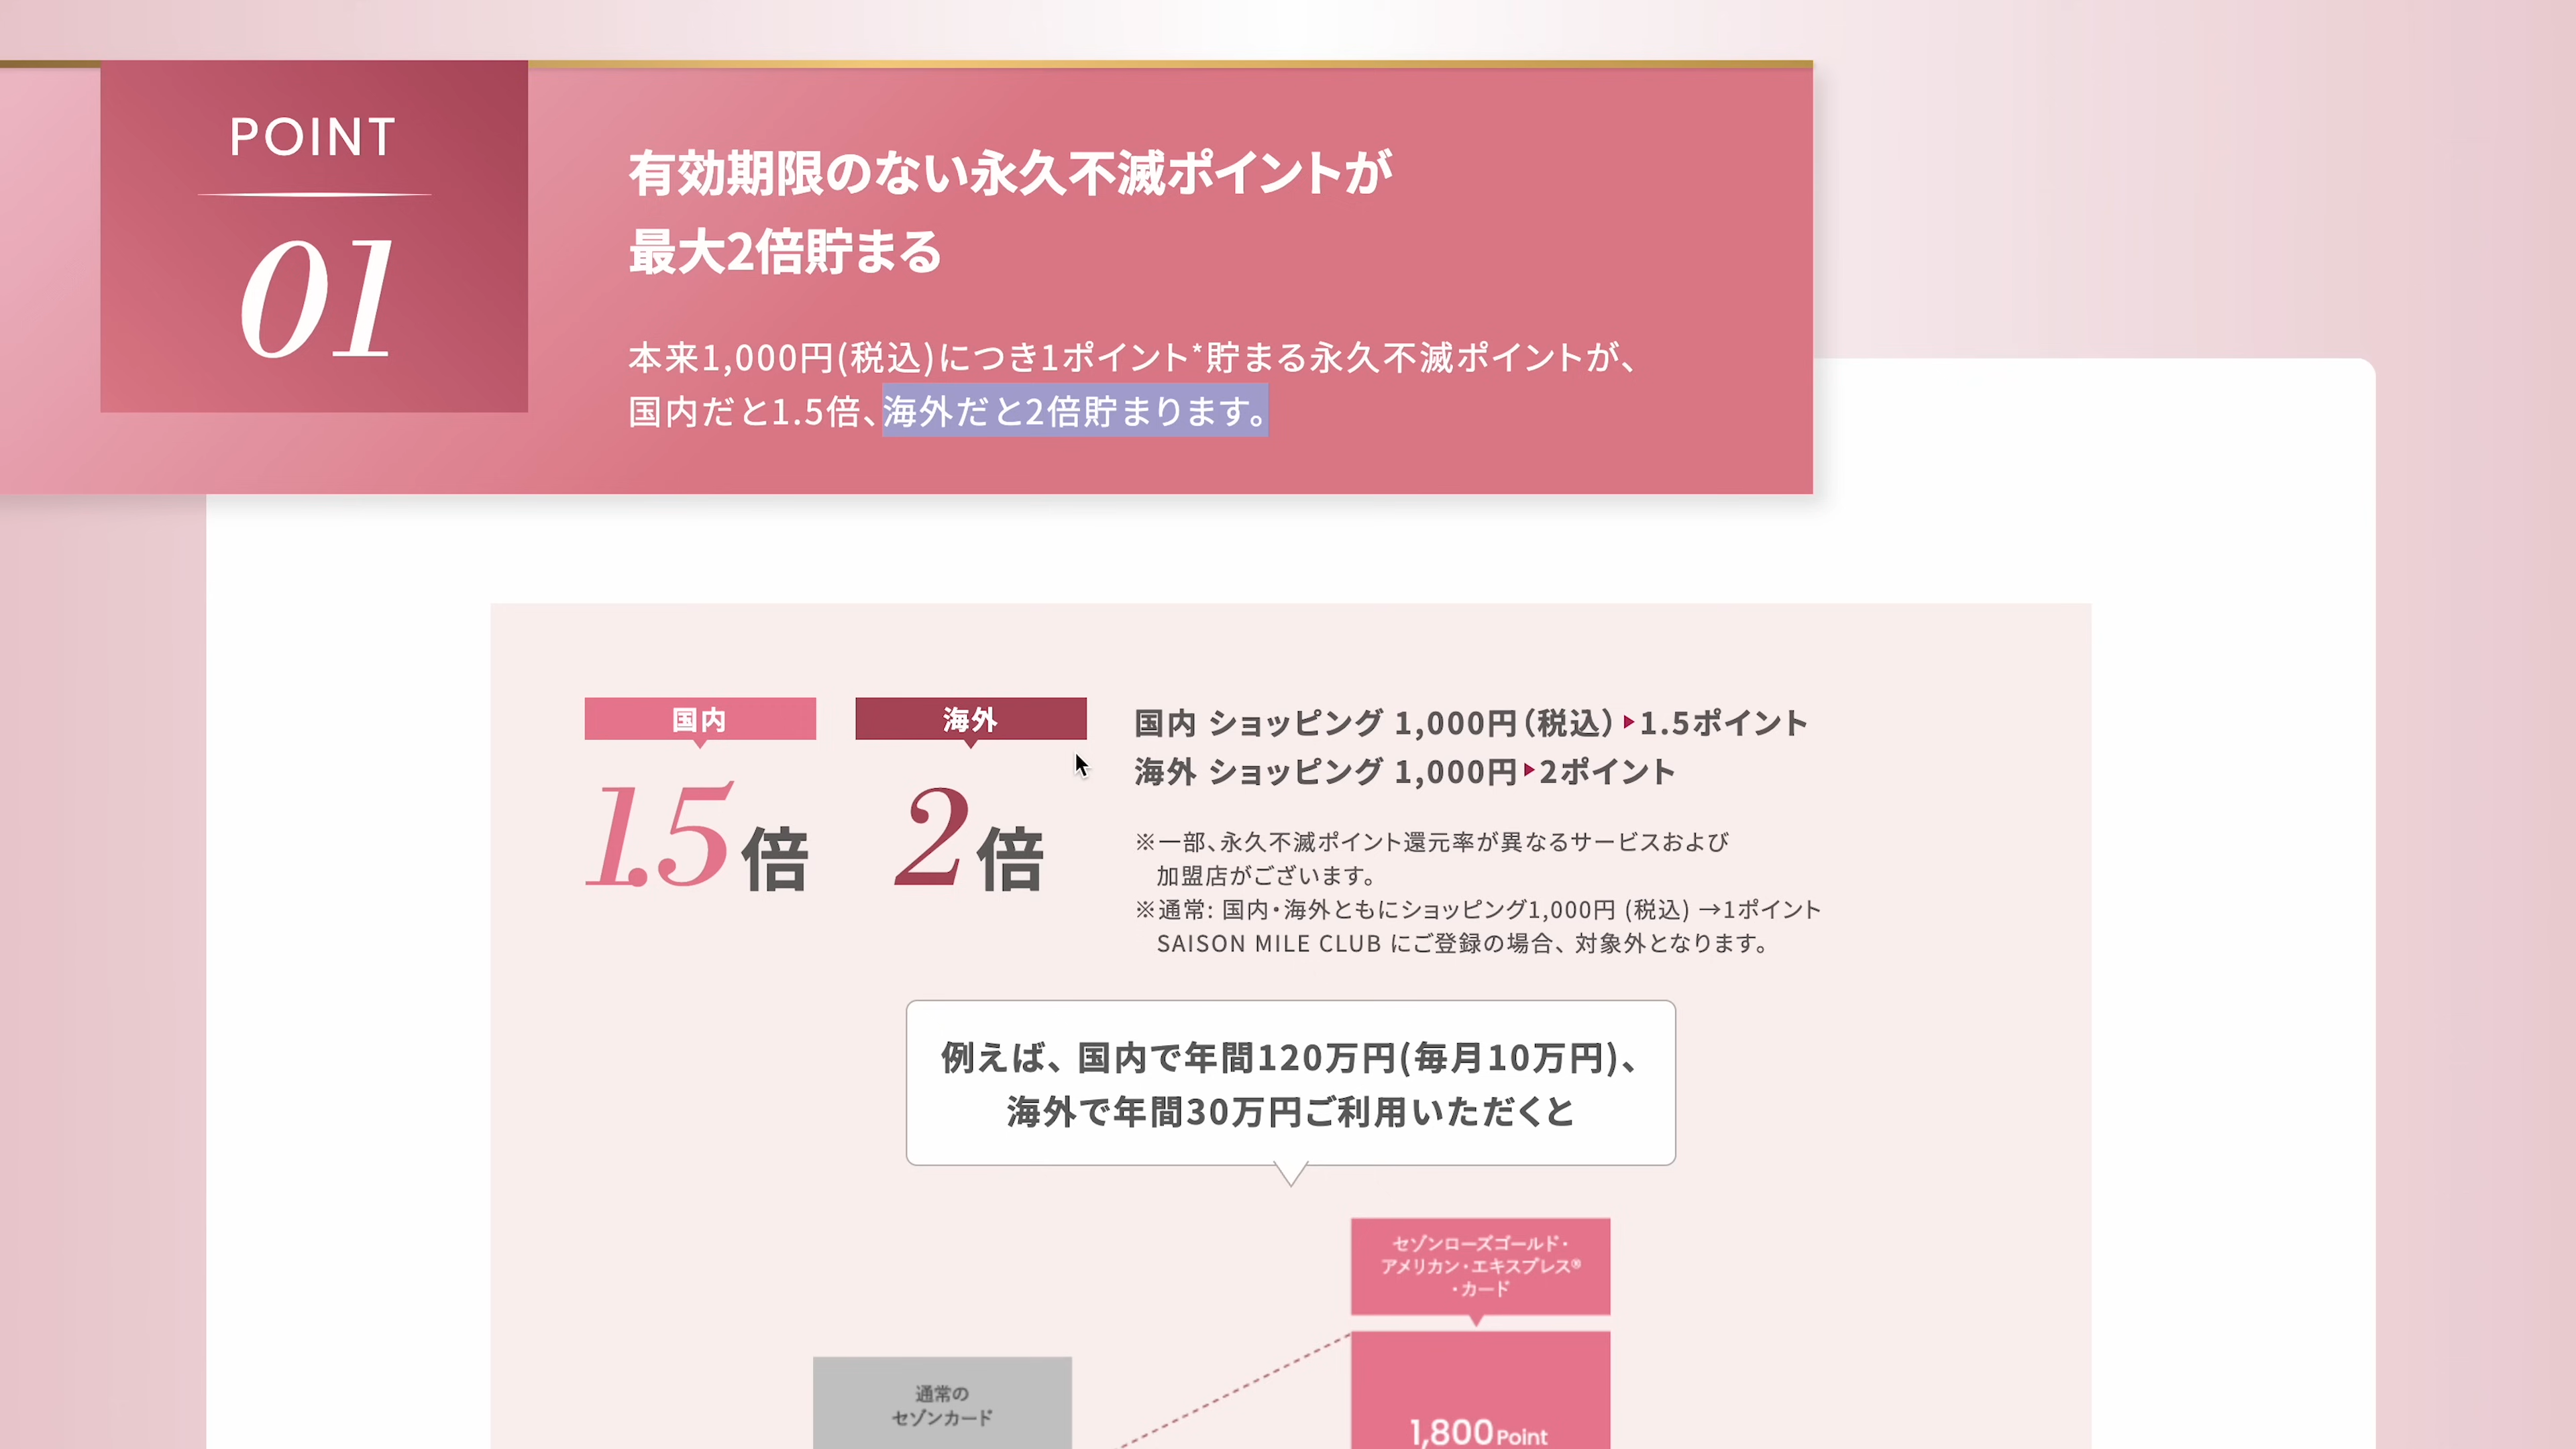 POINT
01
有効期限のない永久不滅ポイントが
最大2倍貯まる
本来1,000円(税込)につき1ポイント*貯まる永久不滅ポイントが、
国内だと1.5倍、海外だと2倍貯まります。
国内
1.5倍
海外
2倍
国内 ショッピング 1,000円（税込）▶1.5ポイント
海外 ショッピング 1,000円▶2ポイント
※一部、永久不滅ポイント還元率が異なるサービスおよび
加盟店がございます。
※通常: 国内・海外ともにショッピング1,000円 (税込) →1ポイント
SAISON MILE CLUB にご登録の場合、対象外となります。
例えば、国内で年間120万円(毎月10万円)、
海外で年間30万円ご利用いただくと
セゾンローズゴールド・
アメリカン・エキスプレス®
・カード
通常の
セゾンカード
1,800Point